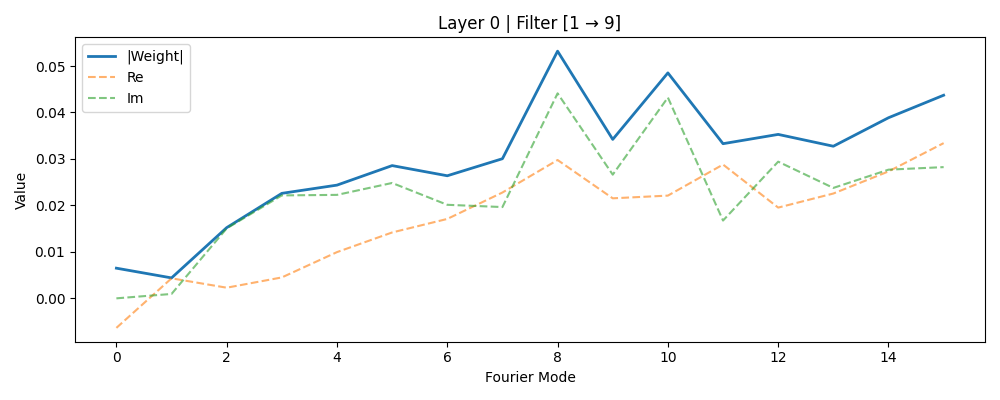 Layer 0 | Filter [1 → 9]
|Weight|
Re
Im
Value
0.05
0.04
0.03
0.02
0.01
0.00
0 2 4 6 8 10 12 14
Fourier Mode